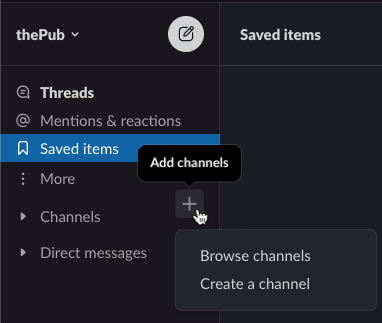 thePub
Saved items
Threads
Mentions & reactions
Saved items
Add channels
More
Channels
Direct messages
Browse channels
Create a channel